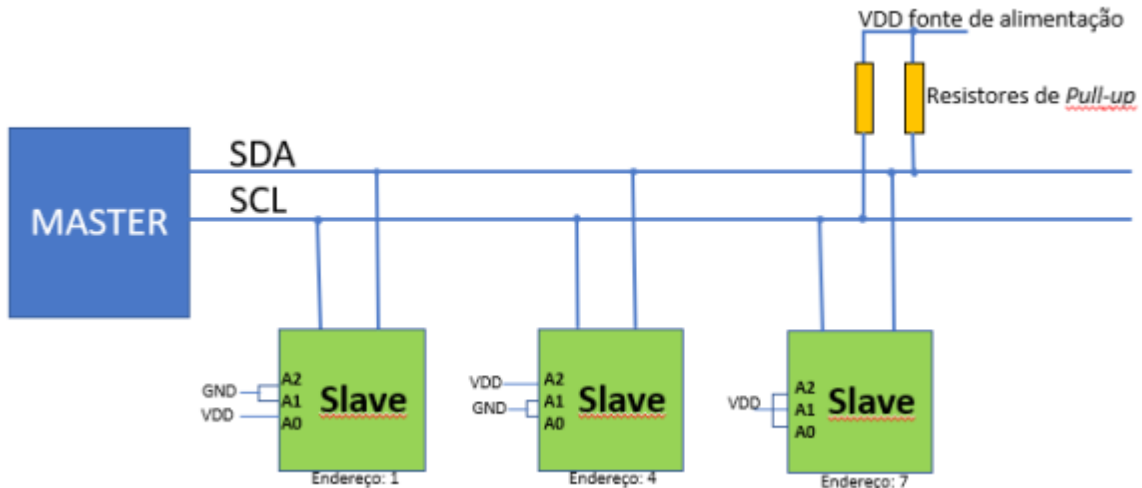 VDD fonte de alimentação
Resistores de Pull-up
SDA
SCL
MASTER
GND
VDD
A2
A1
A0
Slave
Endereço: 1
VDD
GND
A2
A1
A0
Slave
Endereço: 4
VDD
A2
A1
A0
Slave
Endereço: 7